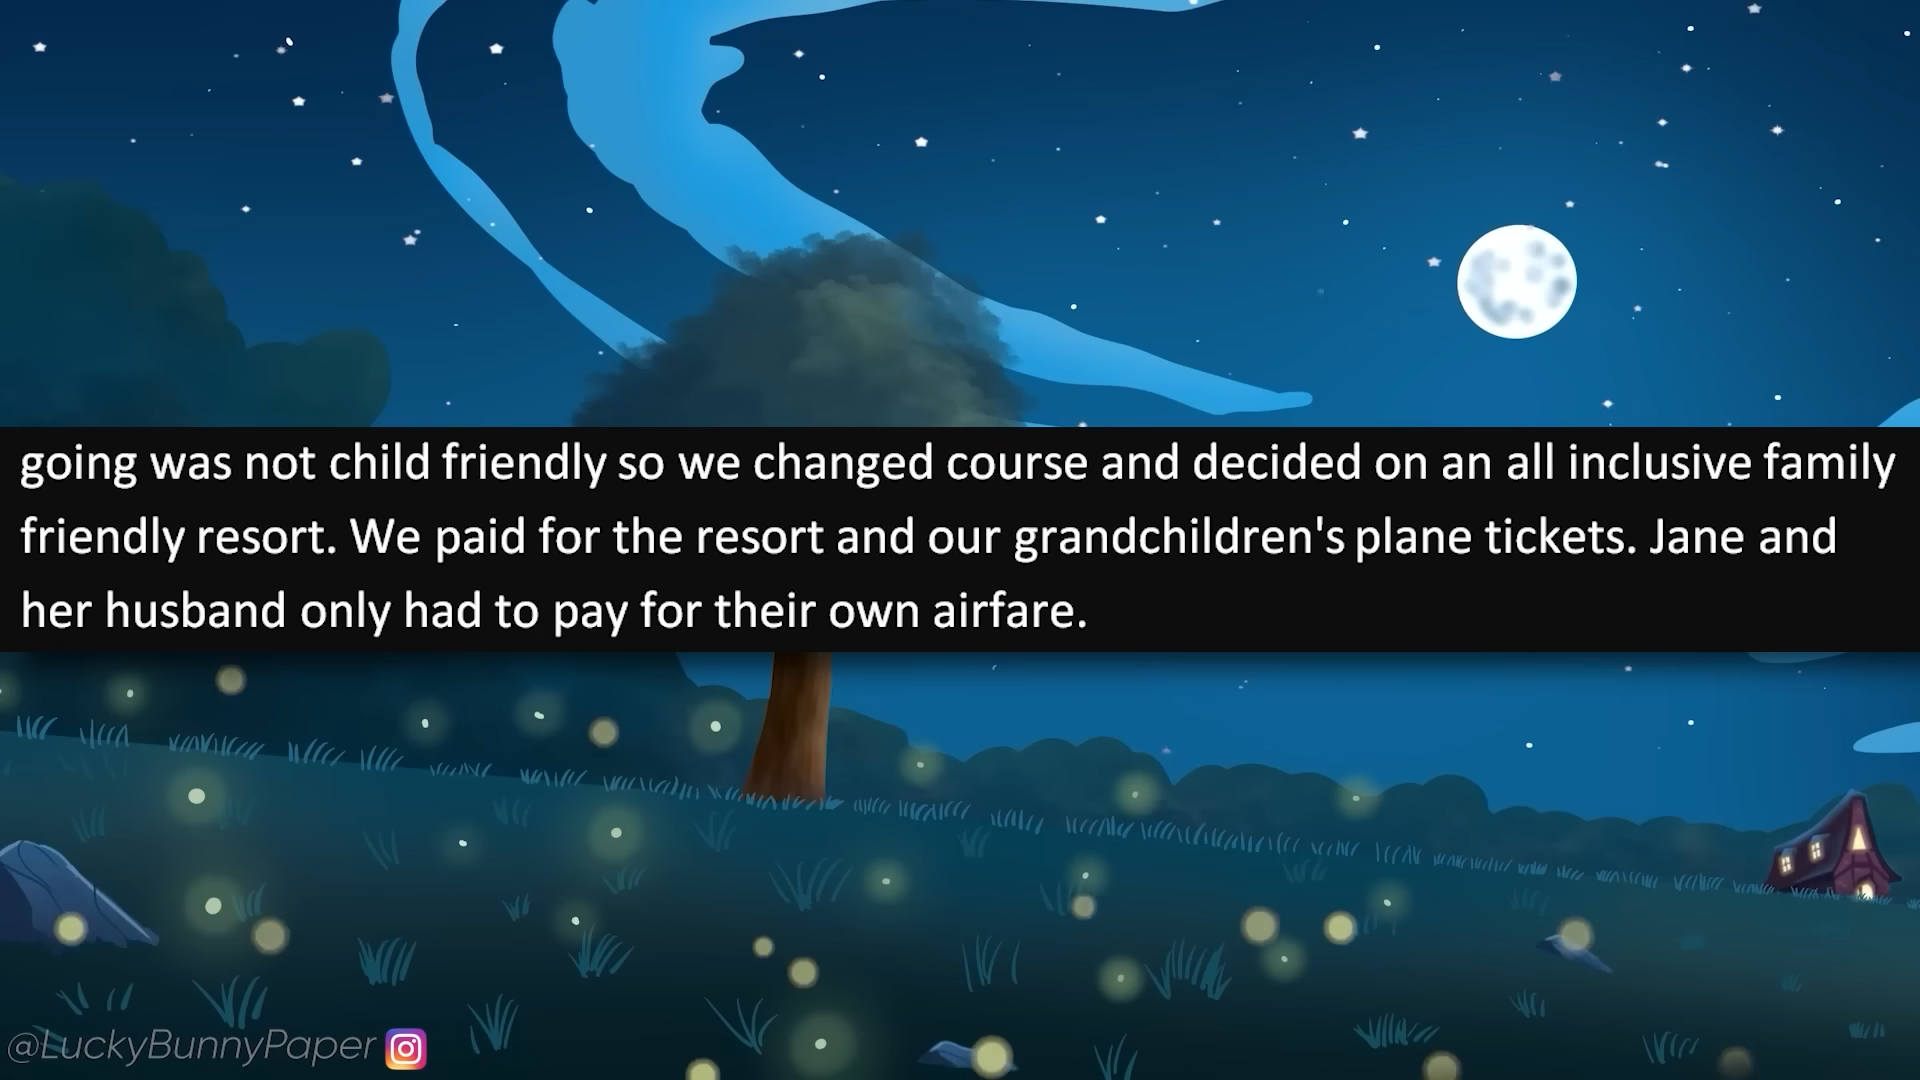 going was not child friendly so we changed course and decided on an all inclusive family
friendly resort. We paid for the resort and our grandchildren's plane tickets. Jane and
her husband only had to pay for their own airfare.
@LuckyBunnyPaper